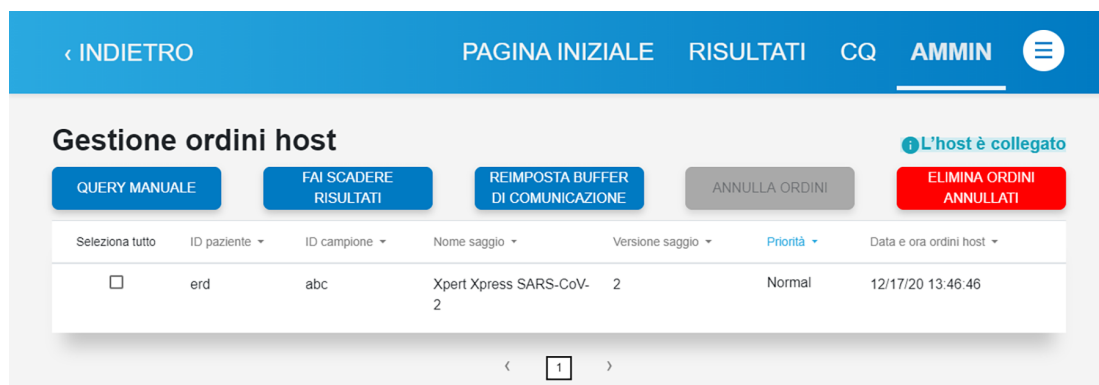 ‹ INDIETRO PAGINA INIZIALE RISULTATI CQ AMMIN
Gestione ordini host
L'host è collegato
QUERY MANUALE
FAI SCADERE
RISULTATI
REIMPOSTA BUFFER
DI COMUNICAZIONE
ANNULLA ORDINI
ELIMINA ORDINI
ANNULLATI
Seleziona tutto ID paziente ID campione Nome saggio Versione saggio Priorità Data e ora ordini host
erd abc Xpert Xpress SARS-CoV- 2 Normal 12/17/20 13:46:46
2
‹ 1 ›